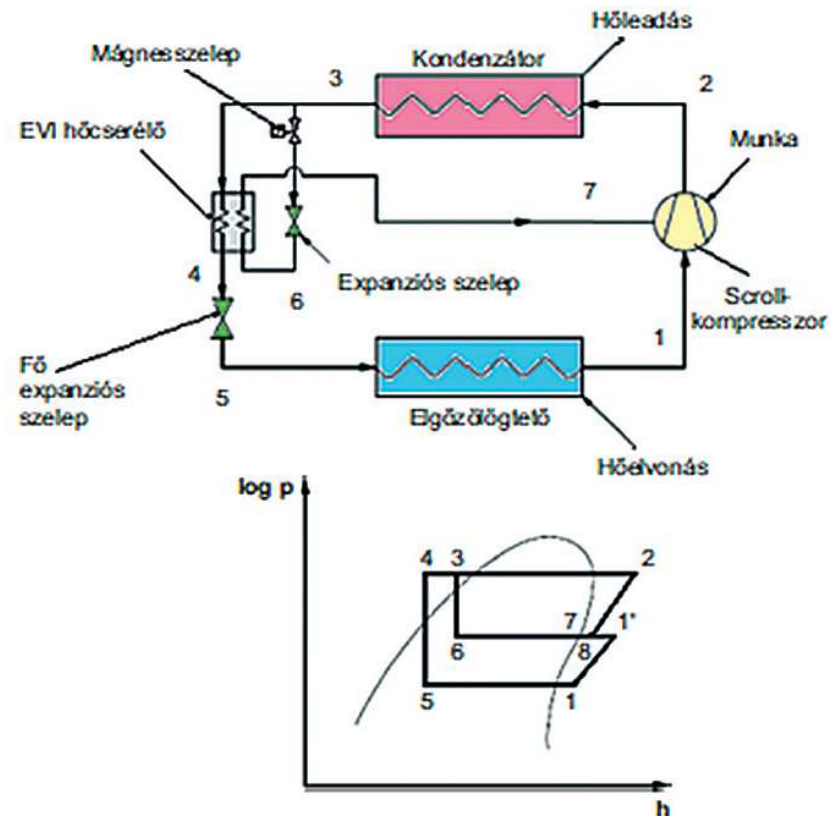 Hőleadás
Mágnesszelep
3
Kondenzátor
2
EVI hőcserélő
Munka
7
4
6
Expanziós szelep
Scroll-
kompresszor
1
Fő
expanziós
szelep
5
Elgőzölögtető
Hőelvonás
log p
4 3 2
7 1*
6 8
5 1
h